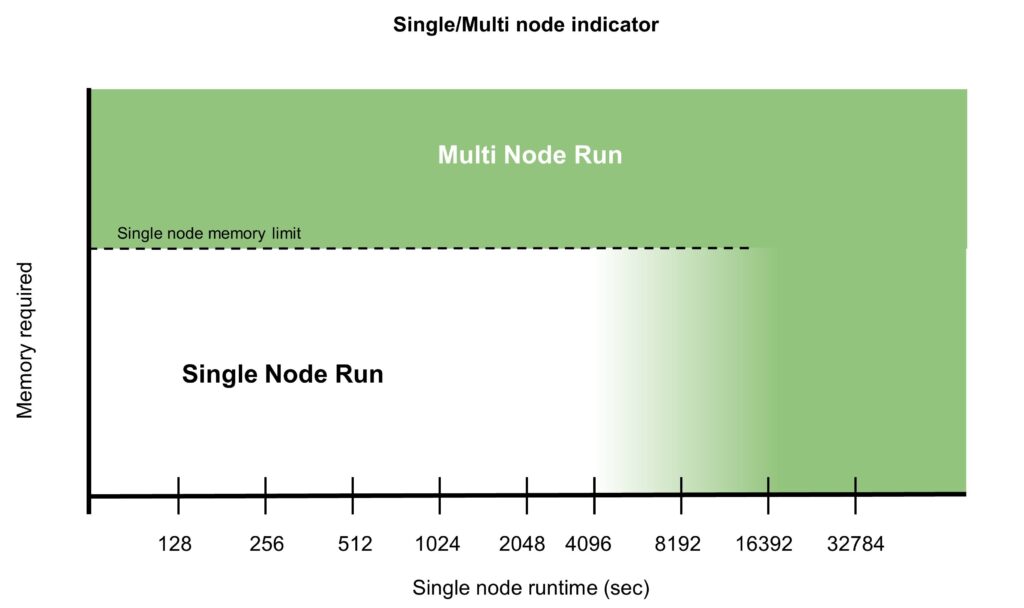 Single/Multi node indicator
Multi Node Run
Single node memory limit
Memory required
Single Node Run
128 256 512 1024 2048 4096 8192 16392 32784
Single node runtime (sec)